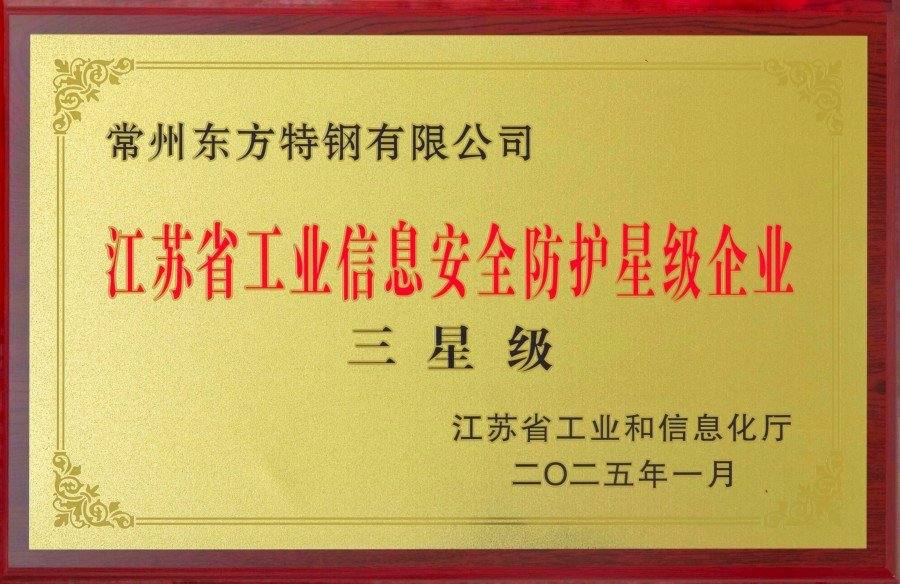 常州东方特钢有限公司
江苏省工业信息安全防护星级企业
三星级
江苏省工业和信息化厅
二〇二五年一月